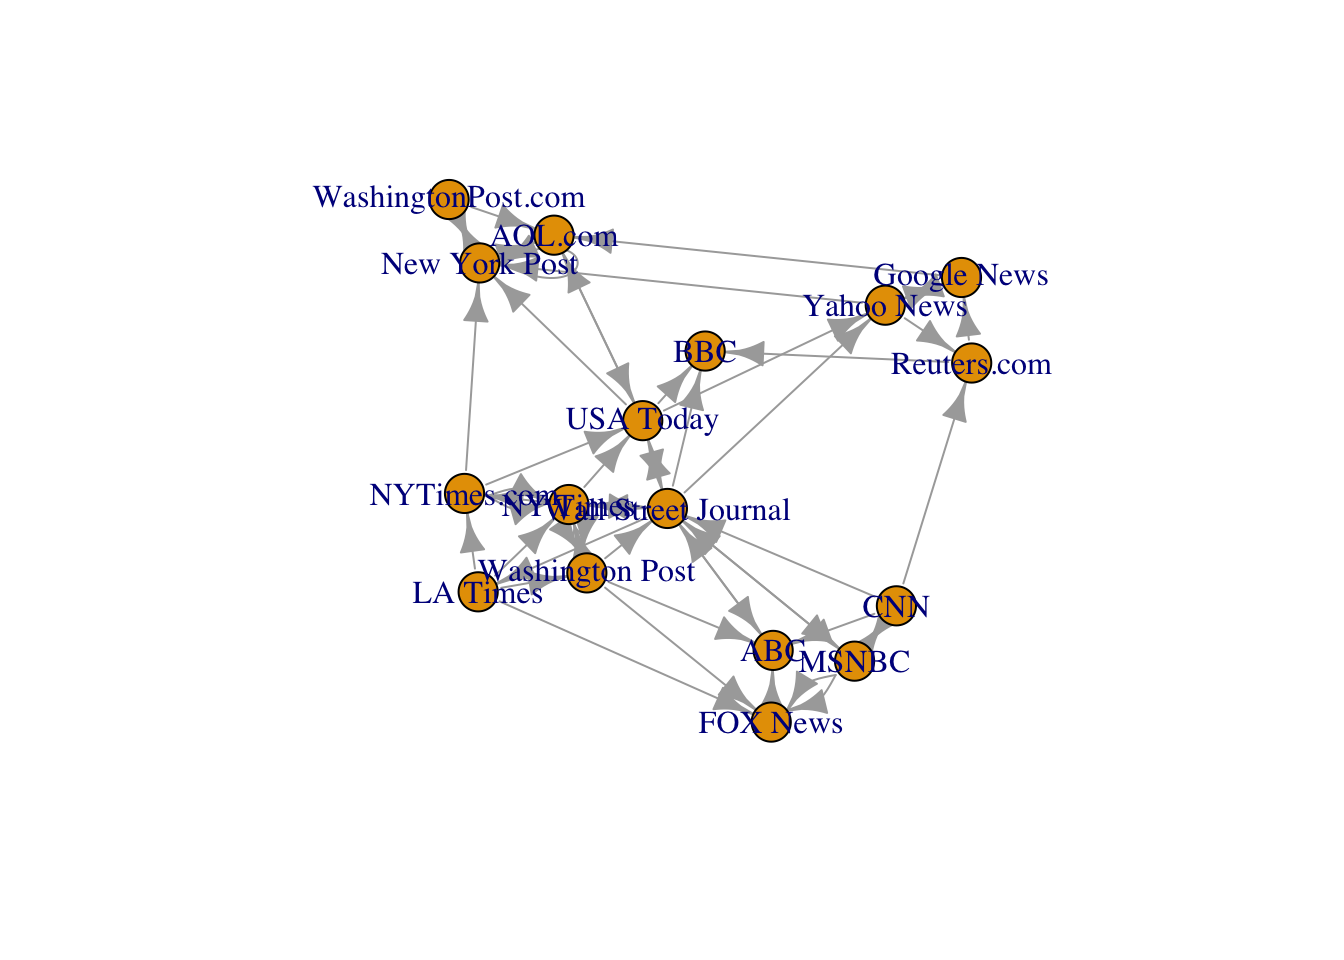 WashingtonPost.com
AOL.com
New York Post
Google News
Yahoo News
BBC
Reuters.com
USA Today
NYTimes.com
NY Times
Wall Street Journal
Washington Post
LA Times
CNN
ABC
MSNBC
FOX News